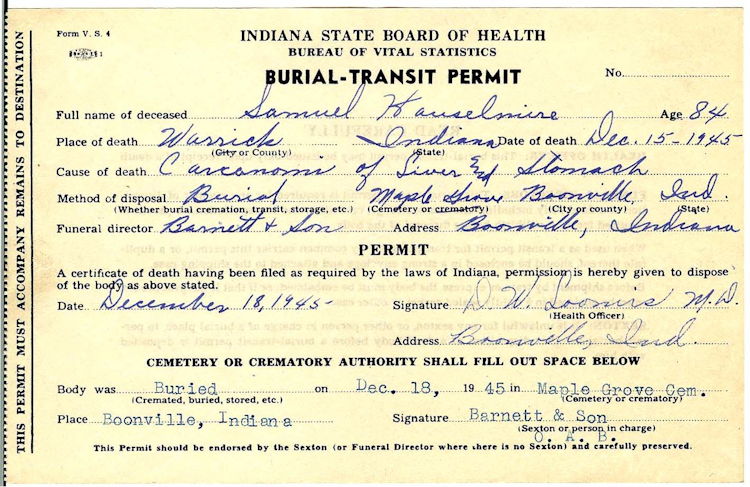 THIS PERMIT MUST ACCOMPANY REMAINS TO DESTINATION
Form V. S. 4
INDIANA STATE BOARD OF HEALTH
BUREAU OF VITAL STATISTICS
BURIAL-TRANSIT PERMIT
No.
Full name of deceased Samuel Hauselmire Age 84
Place of death Warrick Indiana Date of death Dec. 15-1945
(City or County) (State)
Cause of death Carcanoma of Liver End Stomach
Method of disposal Burial Maple Grove Boonville, Ind.
(Whether burial cremation, transit, storage, etc.) (Cemetery or crematory) (City or county) (State)
Funeral director Barnett & Son Address Boonville, Indiana
PERMIT
A certificate of death having been filed as required by the laws of Indiana, permission is hereby given to dispose
of the body as above stated.
Date December 18, 1945 Signature D. W. M.D.
(Health Officer)
Address Boonville, Ind.
CEMETERY OR CREMATORY AUTHORITY SHALL FILL OUT SPACE BELOW
Body was Buried on Dec. 18, 1945 in Maple Grove Cem.
(Cremated, buried, stored, etc.) (Cemetery or crematory)
Place Boonville, Indiana Signature Barnett & Son
(Sexton or person in charge)
O. A. B.
This Permit should be endorsed by the Sexton (or Funeral Director where there is no Sexton) and carefully preserved.